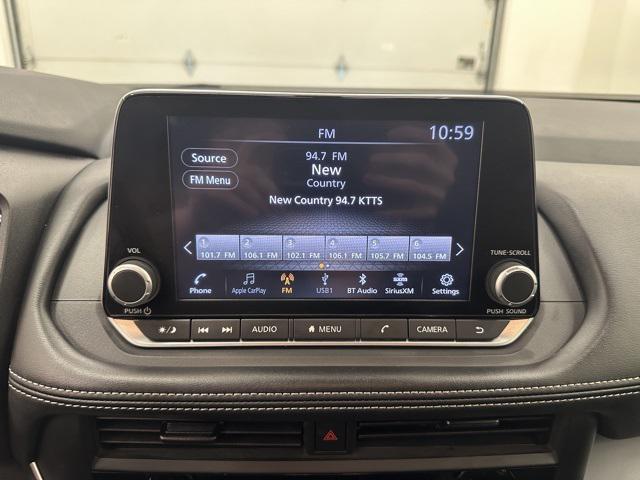 FM 10:59
Source 94.7 FM
New
FM Menu Country
New Country 94.7 KTTS
1 2 3 4 5 6
101.7 FM 106.1 FM 102.1 FM 106.1 FM 105.7 FM 104.5 FM
VOL TUNE·SCROLL
Phone Apple CarPlay FM USB1 BT Audio SiriusXM Settings
PUSH PUSH SOUND
AUDIO MENU CAMERA